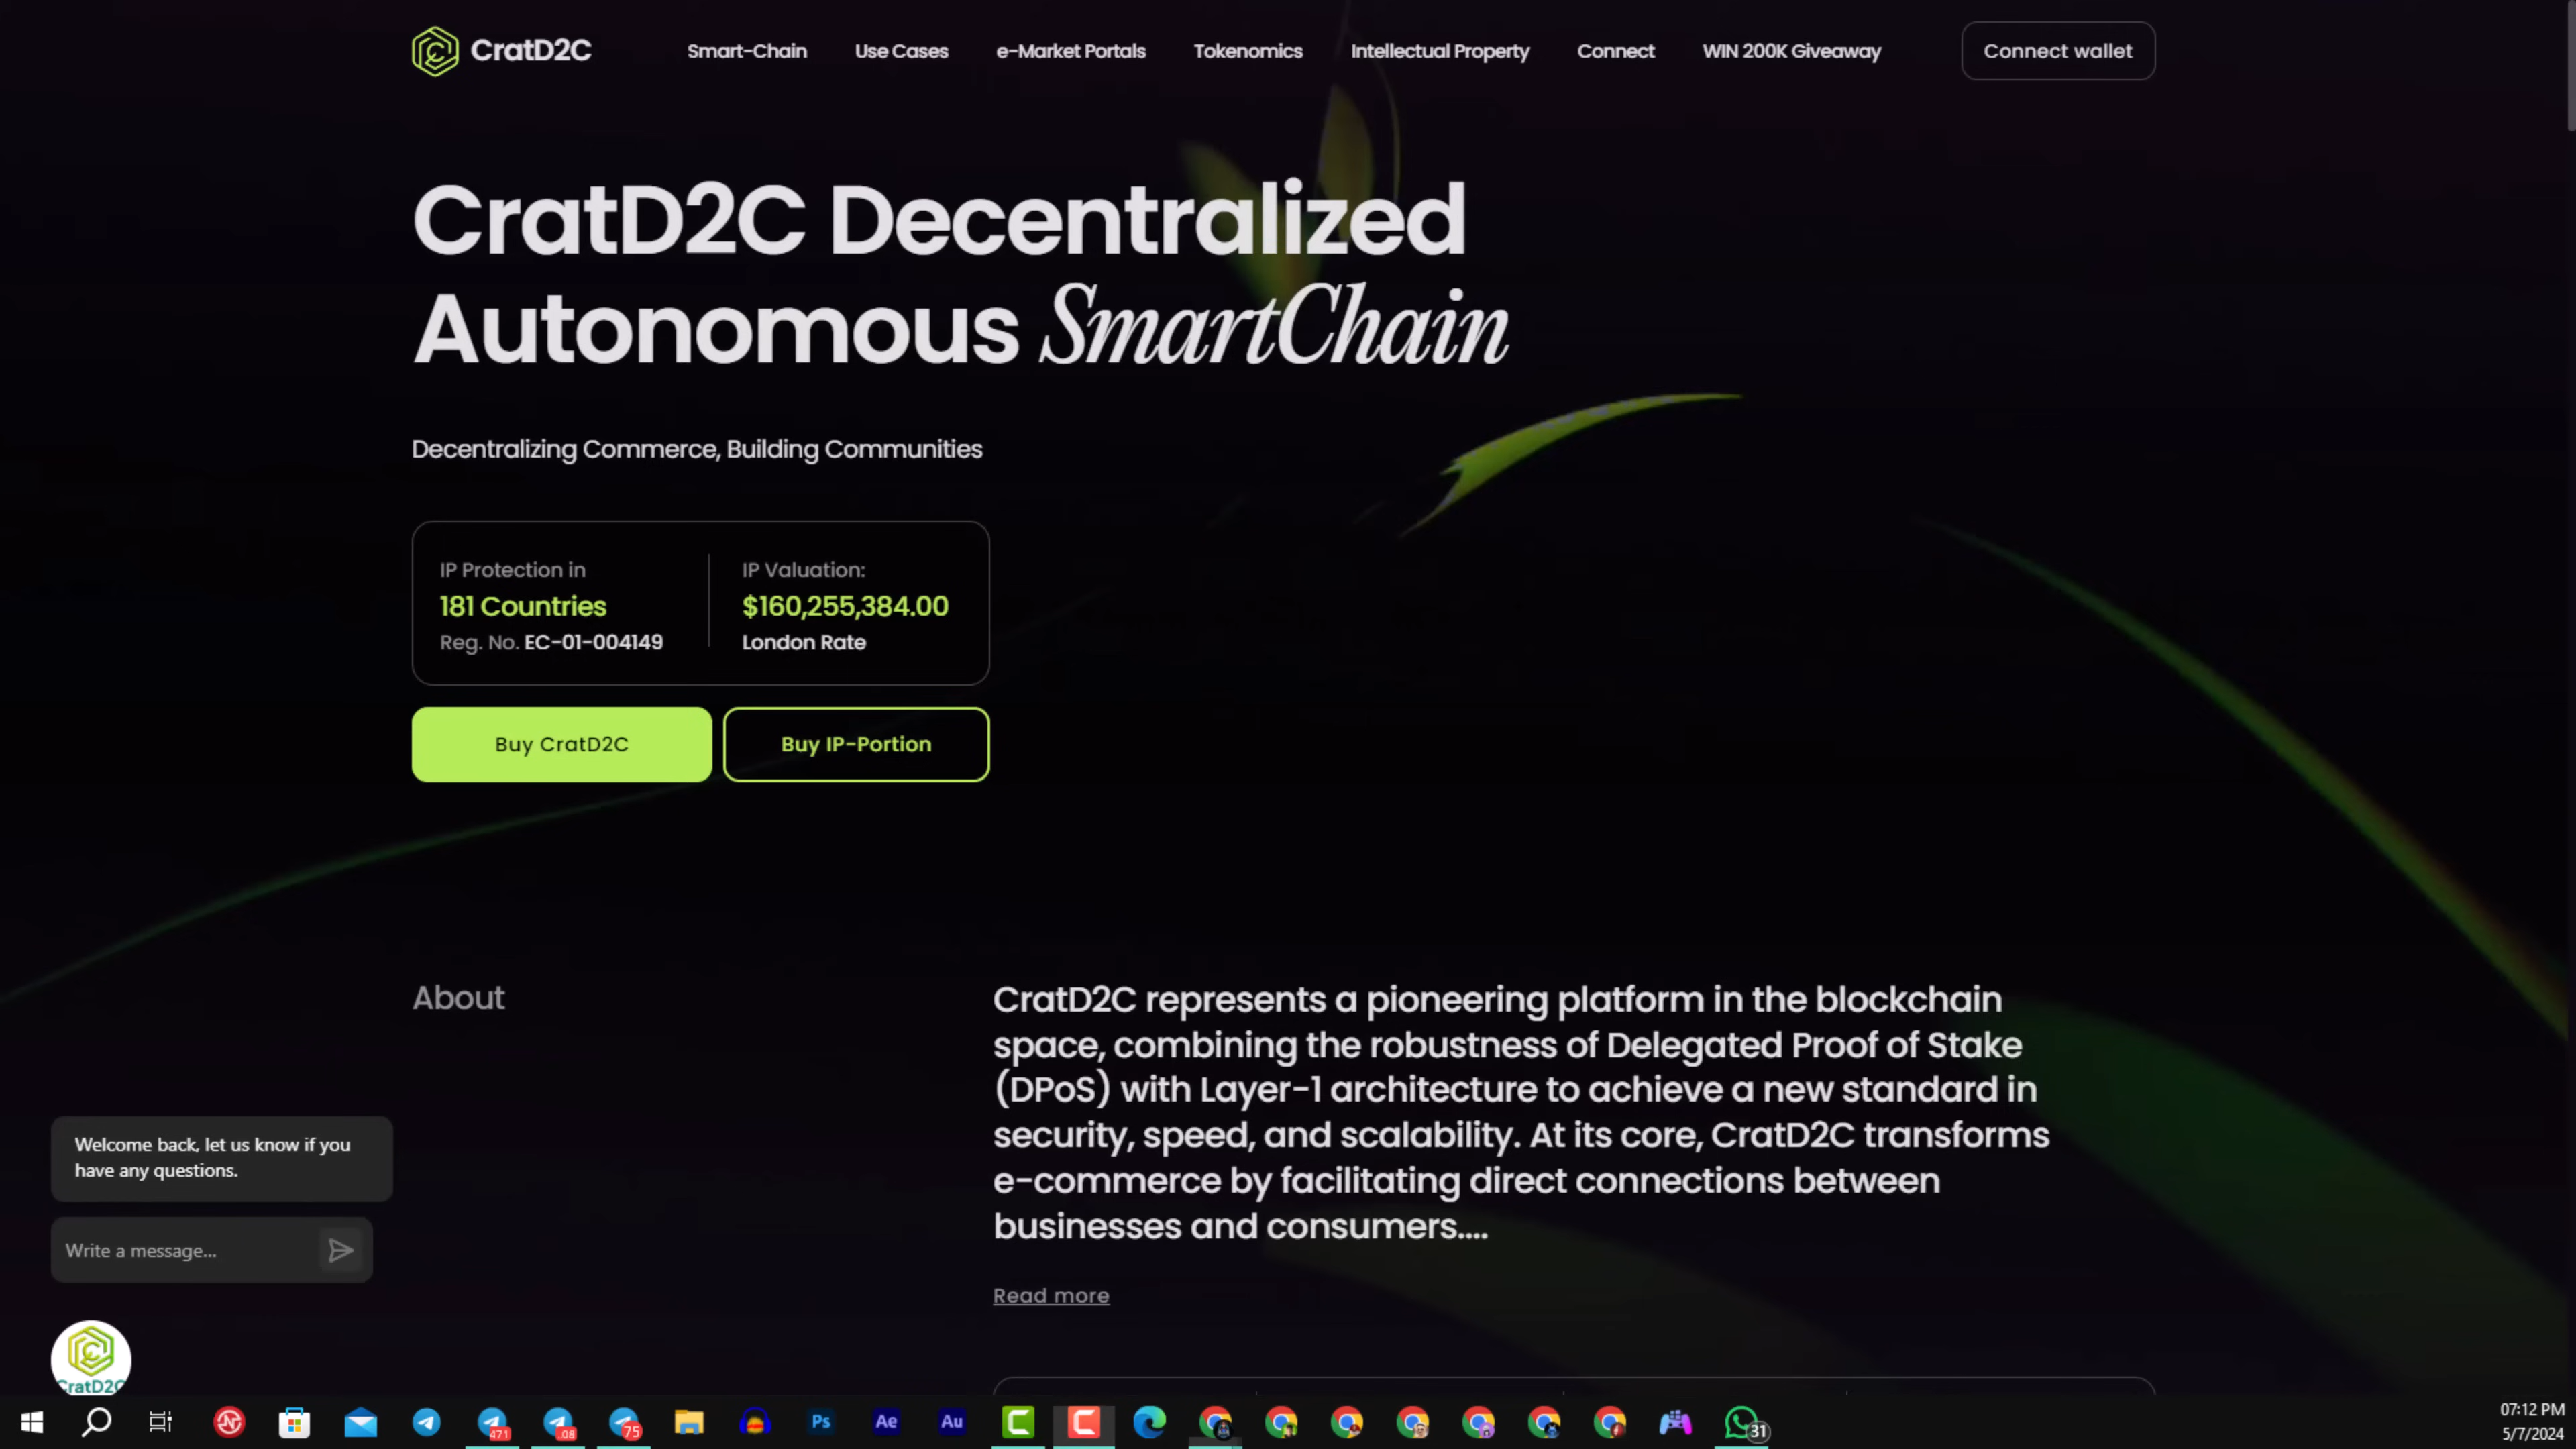 CratD2C
Smart-Chain
Use Cases
e-Market Portals
Tokenomics
Intellectual Property
Connect
WIN 200K Giveaway
Connect wallet
CratD2C Decentralized
Autonomous SmartChain
Decentralizing Commerce, Building Communities
IP Protection in
181 Countries
Reg. No. EC-01-004149
IP Valuation:
$160,255,384.00
London Rate
Buy CratD2C
Buy IP-Portion
About
CratD2C represents a pioneering platform in the blockchain
space, combining the robustness of Delegated Proof of Stake
(DPoS) with Layer-1 architecture to achieve a new standard in
security, speed, and scalability. At its core, CratD2C transforms
e-commerce by facilitating direct connections between
businesses and consumers....
Read more
Welcome back, let us know if you
have any questions.
Write a message...
CratD2C
471
.08
75
Ps
Ae
Au
31
07:12 PM
5/7/2024